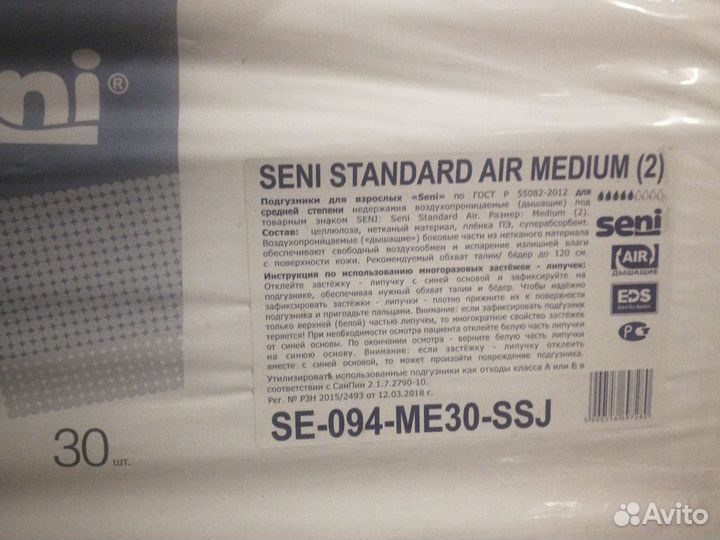 ni®
SENI STANDARD AIR MEDIUM (2)
Подгузники для взрослых «Seni» по ГОСТ Р 55082-2012 для
средней степени недержания воздухопроницаемые (дышащие) под
товарным знаком SENI: Seni Standard Air. Размер: Medium (2).
Состав: целлюлоза, нетканый материал, плёнка ПЭ, суперабсорбент.
Воздухопроницаемые («дышащие») боковые части из нетканого материала
обеспечивают свободный воздухообмен и испарение излишней влаги
с поверхности кожи. Рекомендуемый обхват талии/ бедер до 120 см.
Инструкция по использованию многоразовых застёжек - липучек:
Отклейте застёжку - липучку с синей основой и зафиксируйте на
подгузнике, обеспечивая нужный обхват талии и бёдер. Чтобы надёжно
зафиксировать застёжки - липучки - плотно прижмите их к поверхности
подгузника и пригладьте пальцами. Внимание: если зафиксировать подгузник
только верхней (белой) частью липучки, то многократное свойство застёжек
теряется! При необходимости осмотра пациента отклейте белую часть липучки
от синей основы. По окончании осмотра - верните белую часть липучки
на синюю основу. Внимание: если застёжку - липучку отклеить
вместе с синей основой, то может произойти повреждение подгузника.
Утилизировать использованные подгузники как отходы класса А или Б в
соответствии с СанПин 2.1.7.2790-10.
Рег. № РЗН 2015/2493 от 12.03.2018 г.
SE-094-ME30-SSJ
seni
AIR
ДЫШАЩИЕ
EDS
30 шт.
Avito